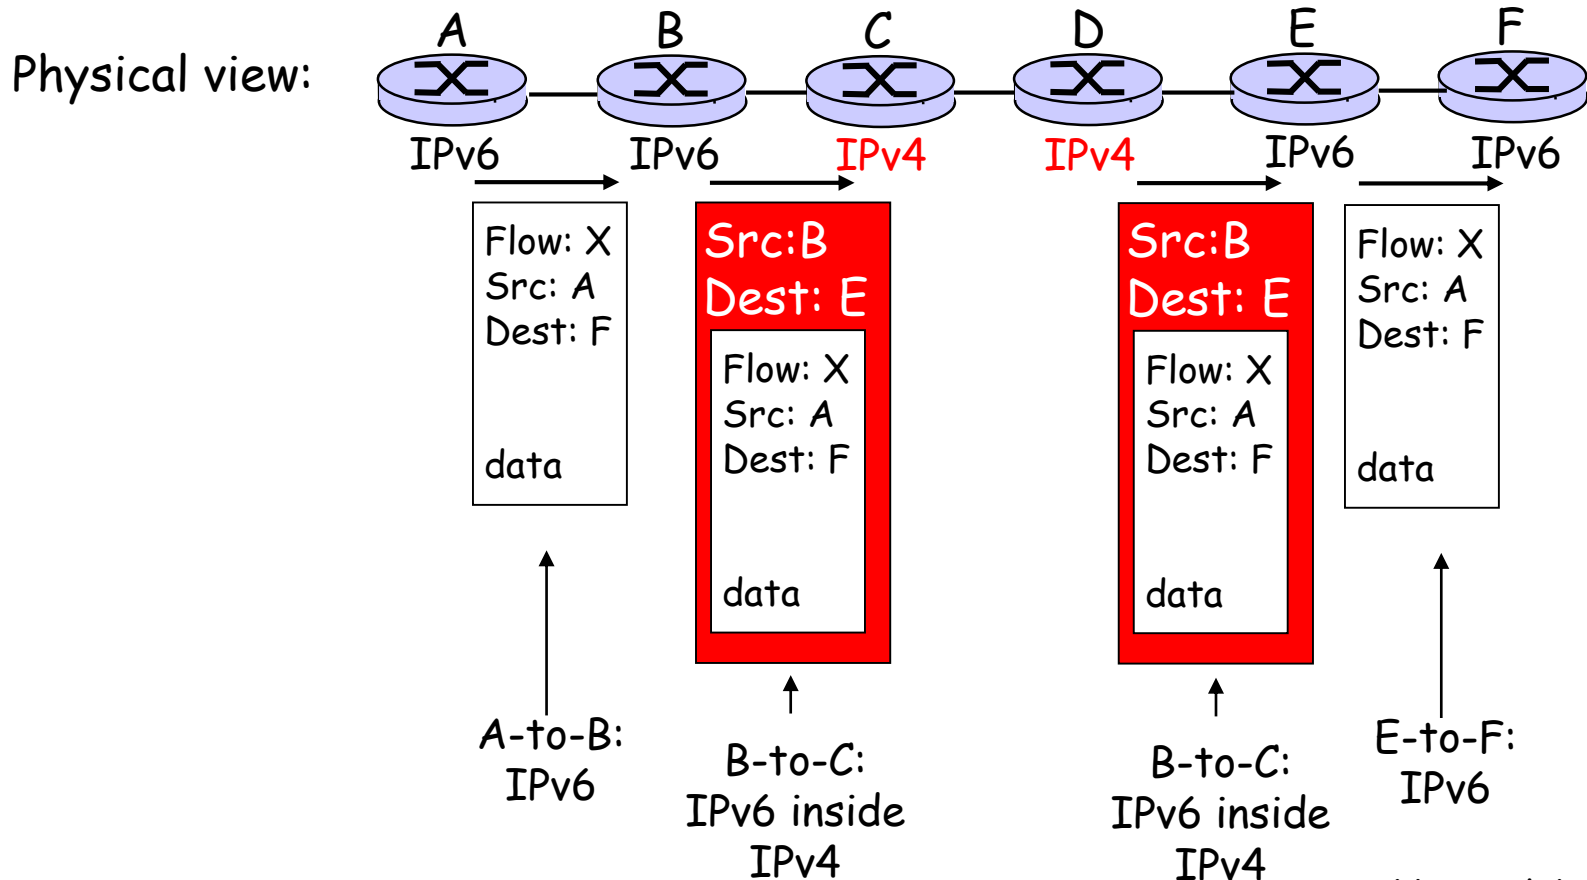 A B C D E F
Physical view:
IPv6 IPv6 IPv4 IPv4 IPv6 IPv6
Flow: X
Src: A
Dest: F
data
Src:B
Dest: E
Flow: X
Src: A
Dest: F
data
Src:B
Dest: E
Flow: X
Src: A
Dest: F
data
Flow: X
Src: A
Dest: F
data
A-to-B:
IPv6
B-to-C:
IPv6 inside
IPv4
B-to-C:
IPv6 inside
IPv4
E-to-F:
IPv6